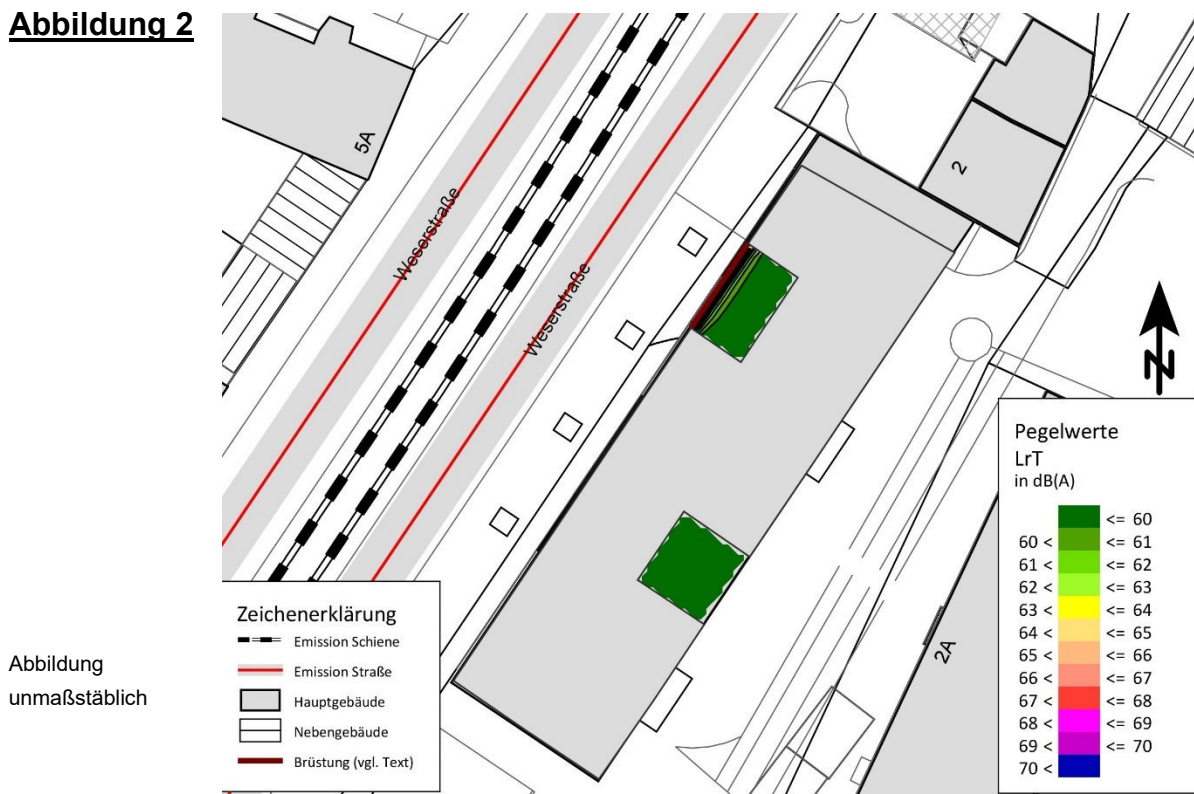 Abbildung 2
5A
Weserstraße
Weserstraße
2
N
2A
Abbildung
unmaßstäblich
Zeichenerklärung
Emission Schiene
Emission Straße
Hauptgebäude
Nebengebäude
Brüstung (vgl. Text)
Pegelwerte
LrT
in dB(A)
<= 60
60 < <= 61
61 < <= 62
62 < <= 63
63 < <= 64
64 < <= 65
65 < <= 66
66 < <= 67
67 < <= 68
68 < <= 69
69 < <= 70
70 <